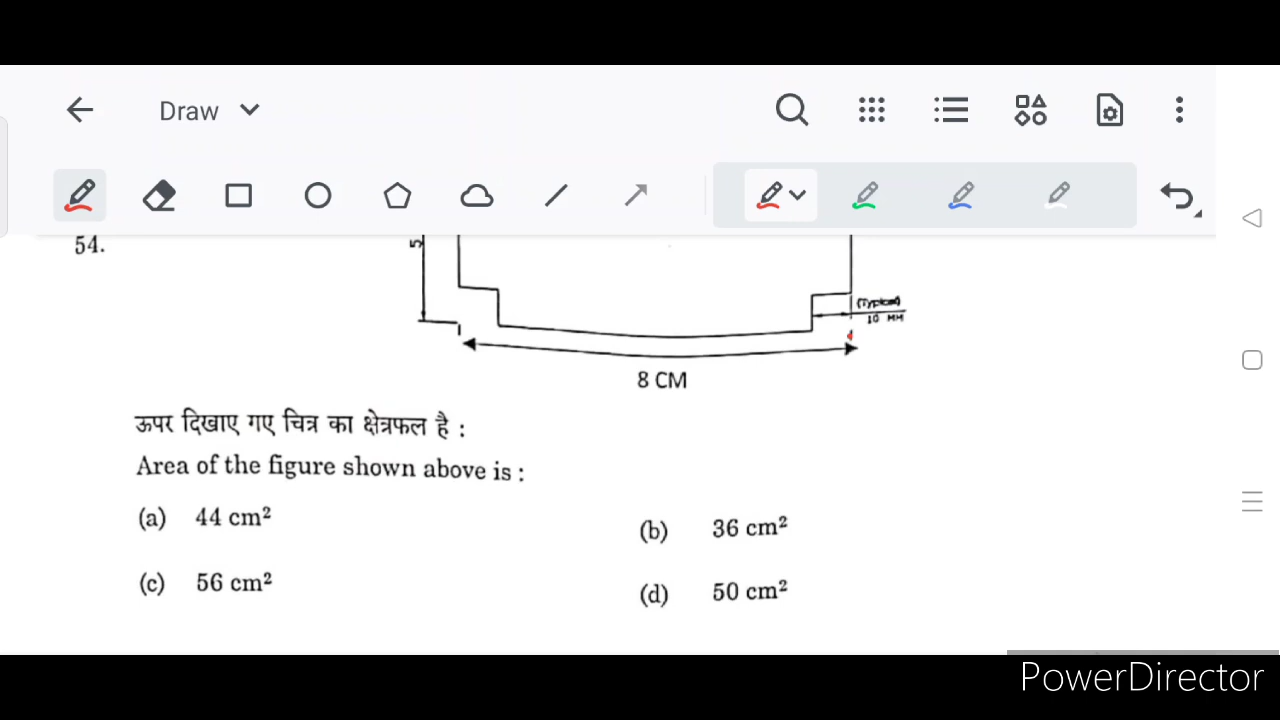 Draw
54.
5
(Typical)
10 MM
8 CM
ऊपर दिखाए गए चित्र का क्षेत्रफल है :
Area of the figure shown above is :
(a) 44 cm²
(b) 36 cm²
(c) 56 cm²
(d) 50 cm²
PowerDirector